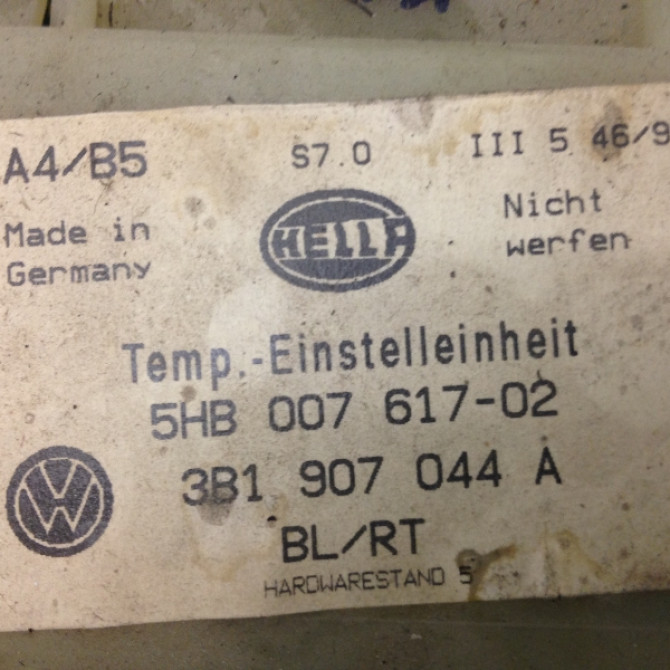 A4/B5 S7.0 III 5 46/9
Made in Germany
HELLA
Nicht werfen
Temp.-Einstelleinheit
5HB 007 617-02
3B1 907 044 A
VW
BL/RT
HARDWARESTAND 5